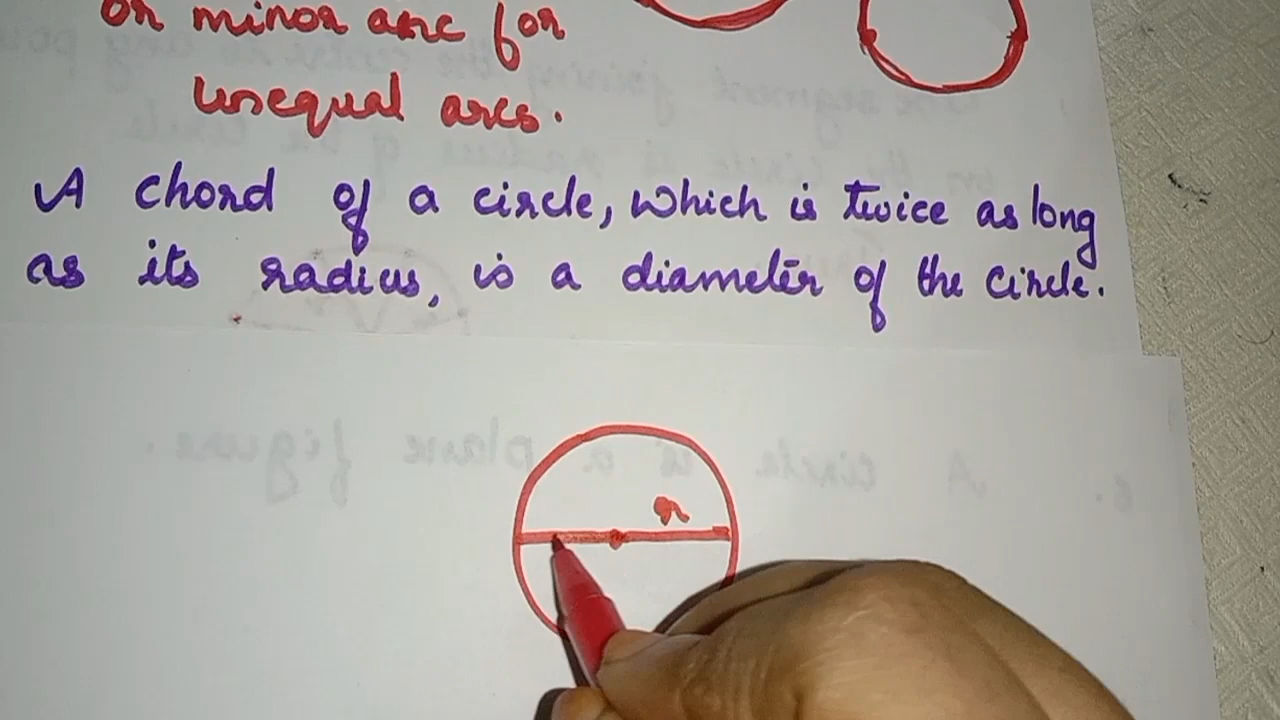 or minor arc for
unequal arcs.
A chord of a circle, which is twice as long
as its radius, is a diameter of the circle.
r